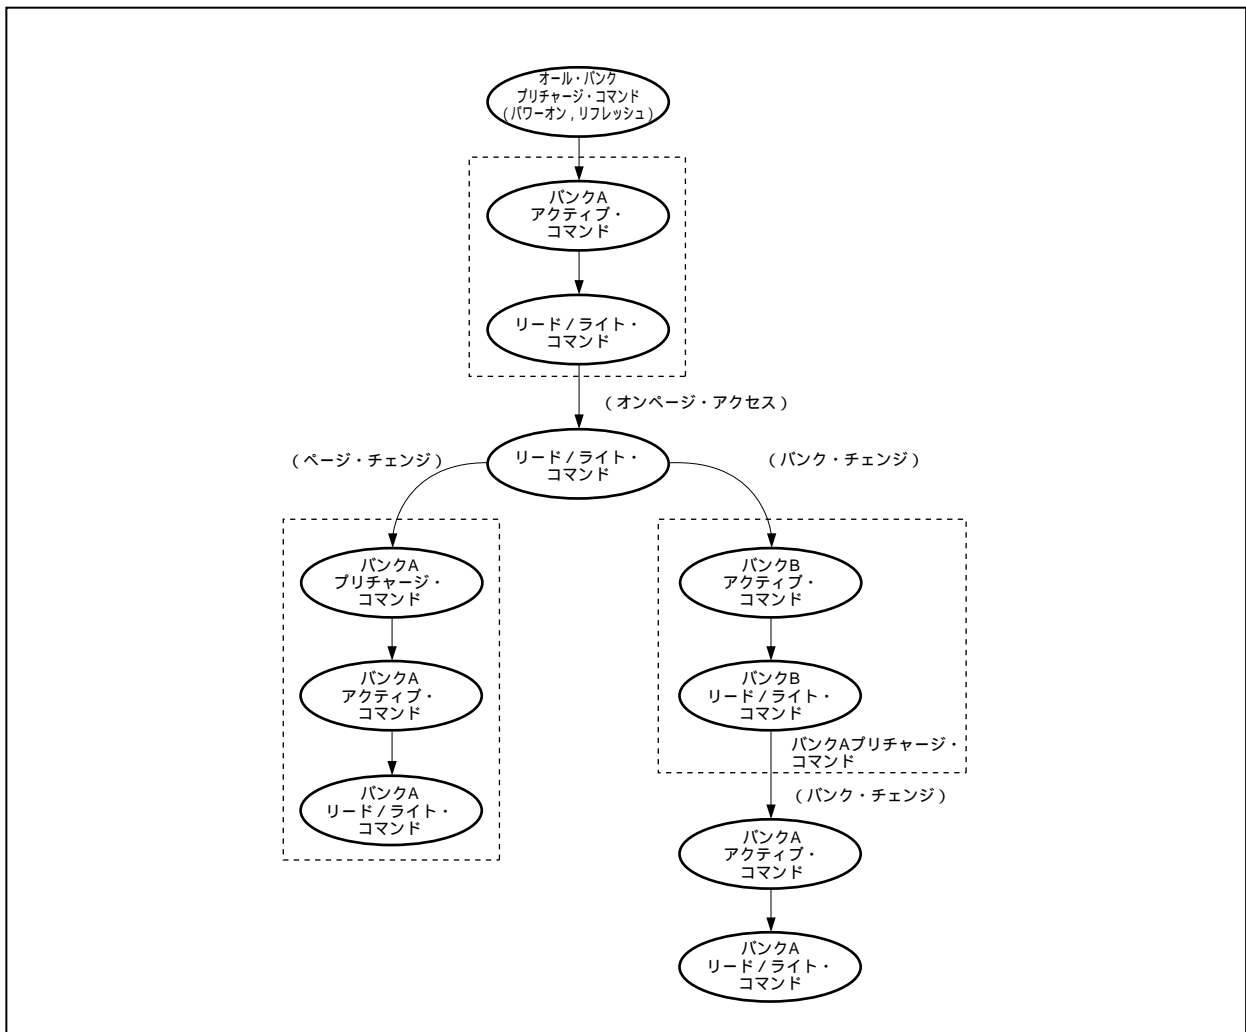 オール・バンク
プリチャージ・コマンド
（パワーオン，リフレッシュ）
バンクA
アクティブ・
コマンド
リード／ライト・
コマンド
（オンページ・アクセス）
リード／ライト・
コマンド
（ページ・チェンジ）
（バンク・チェンジ）
バンクA
プリチャージ・
コマンド
バンクA
アクティブ・
コマンド
バンクA
リード／ライト・
コマンド
バンクB
アクティブ・
コマンド
バンクB
リード／ライト・
コマンド
バンクAプリチャージ・
コマンド
（バンク・チェンジ）
バンクA
アクティブ・
コマンド
バンクA
リード／ライト・
コマンド